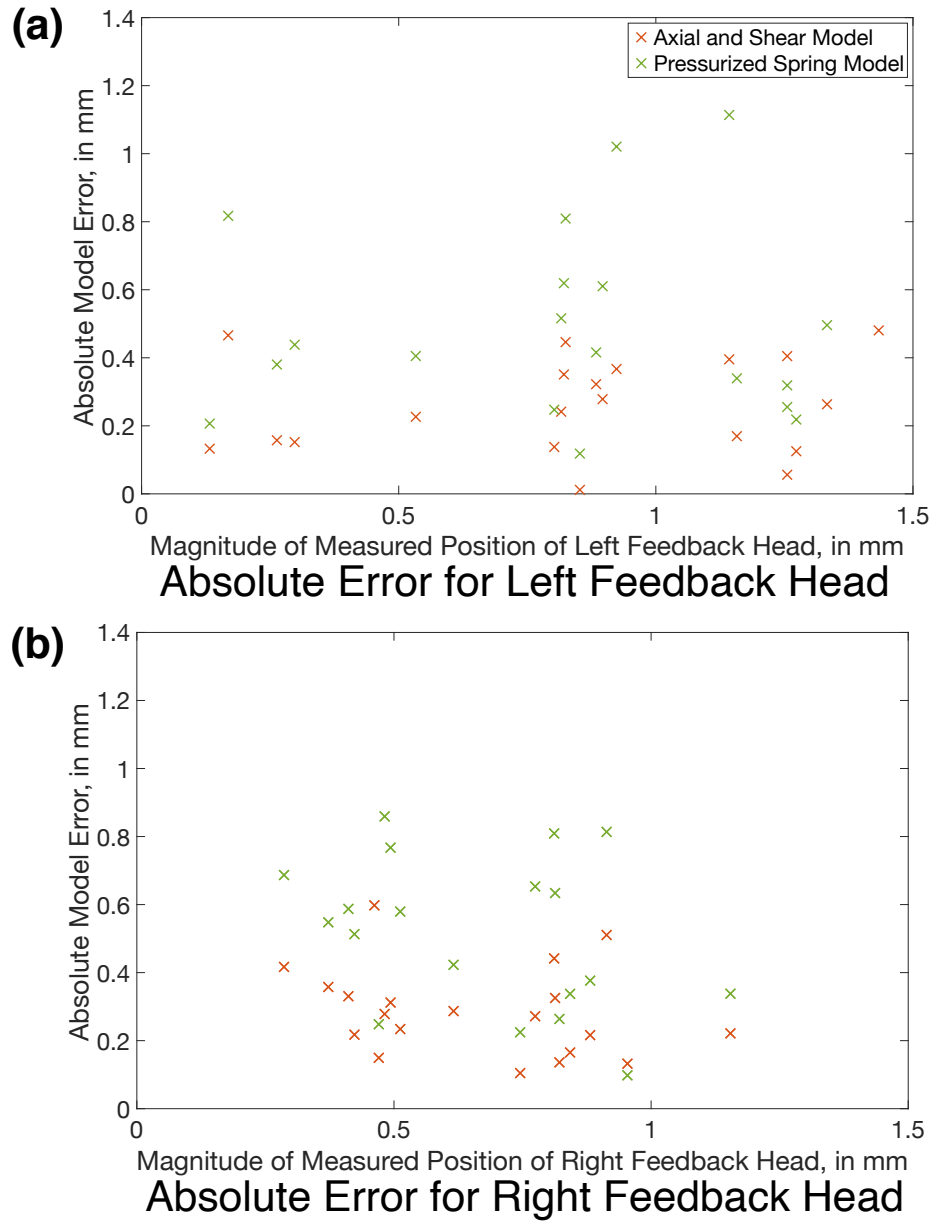 (a)
1.4
1.2
1
0.8
0.6
0.4
0.2
0
Absolute Model Error, in mm
Axial and Shear Model
Pressurized Spring Model
0 0.5 1 1.5
Magnitude of Measured Position of Left Feedback Head, in mm
Absolute Error for Left Feedback Head
(b)
1.4
1.2
1
0.8
0.6
0.4
0.2
0
Absolute Model Error, in mm
0 0.5 1 1.5
Magnitude of Measured Position of Right Feedback Head, in mm
Absolute Error for Right Feedback Head